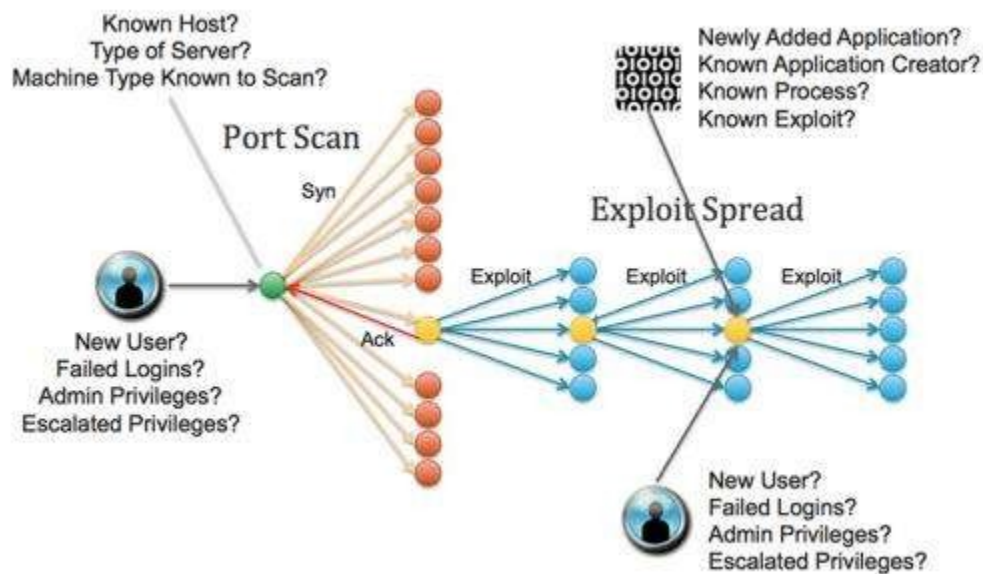 Known Host?
Type of Server?
Machine Type Known to Scan?
Newly Added Application?
Known Application Creator?
Known Process?
Known Exploit?
Port Scan
Syn
Exploit Spread
Exploit
Exploit
Exploit
Ack
New User?
Failed Logins?
Admin Privileges?
Escalated Privileges?
New User?
Failed Logins?
Admin Privileges?
Escalated Privileges?